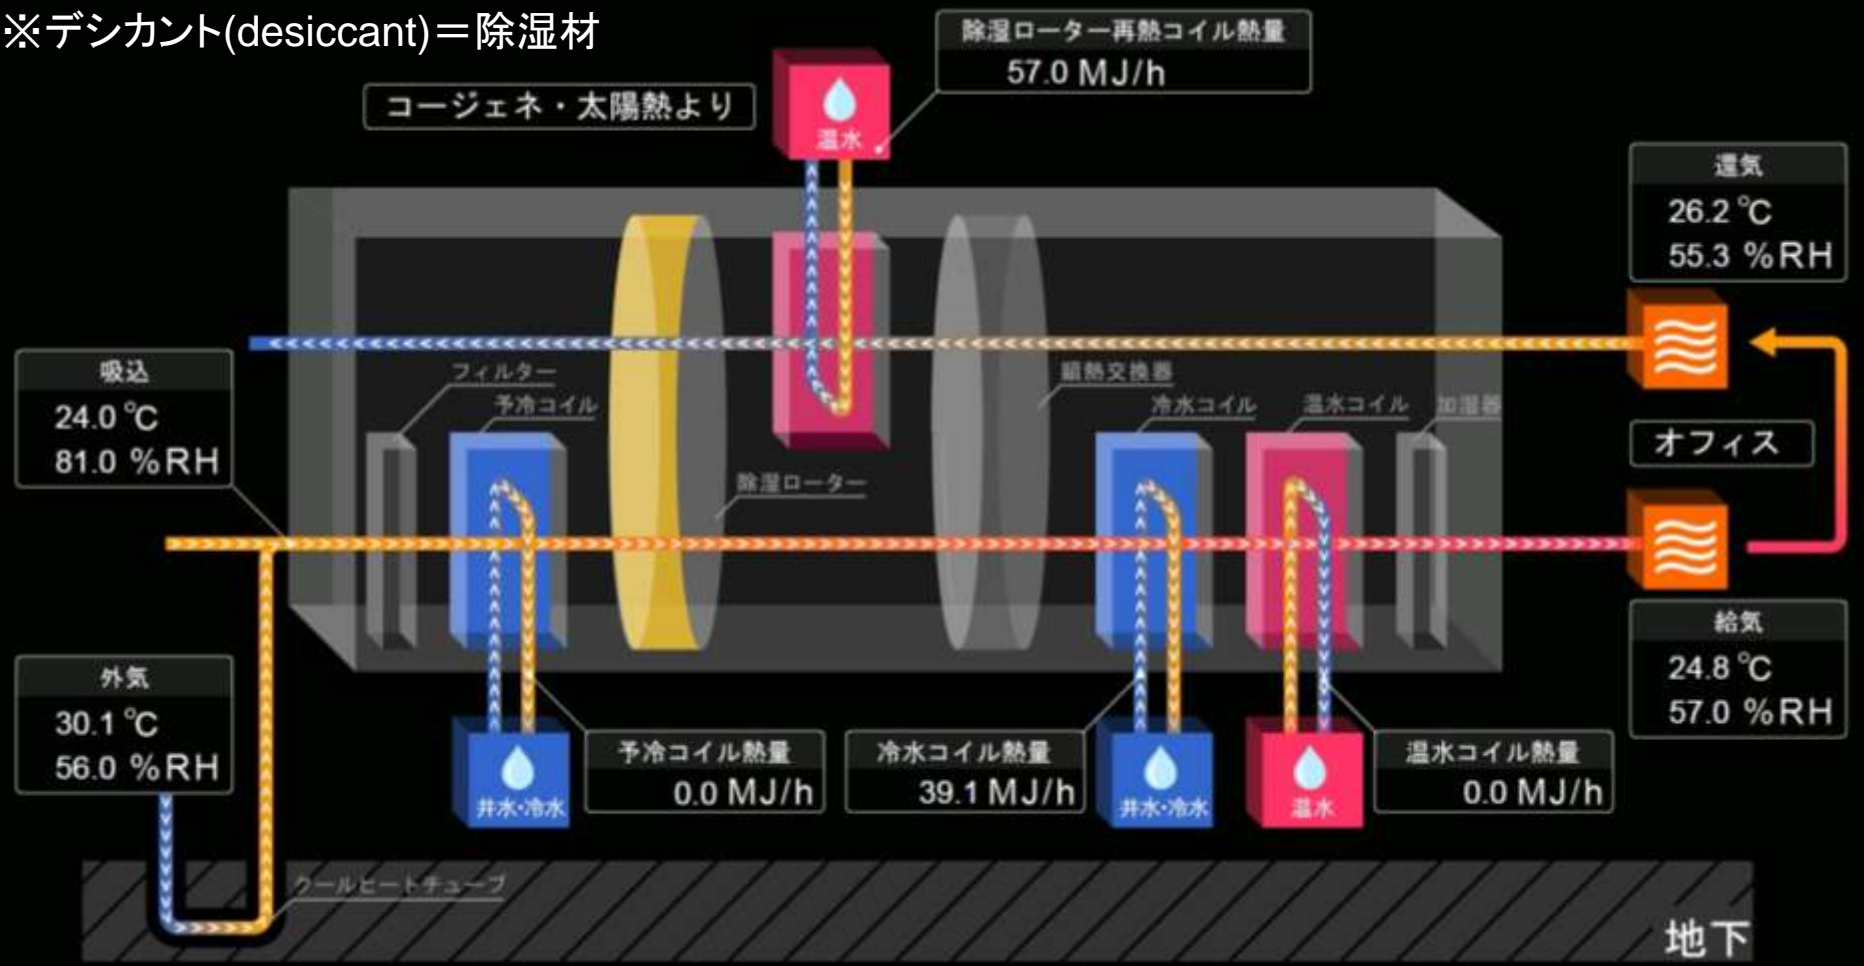 ※デシカント(desiccant)＝除湿材
除湿ローター再熱コイル熱量
57.0 MJ/h
コージェネ・太陽熱より
温水
還気
26.2 ℃
55.3 %RH
吸込
24.0 ℃
81.0 %RH
フィルター
予冷コイル
顕熱交換器
冷水コイル
温水コイル
加湿器
オフィス
除湿ローター
外気
30.1 ℃
56.0 %RH
給気
24.8 ℃
57.0 %RH
井水・冷水
予冷コイル熱量
0.0 MJ/h
冷水コイル熱量
39.1 MJ/h
井水・冷水
温水
温水コイル熱量
0.0 MJ/h
クールヒートチューブ
地下